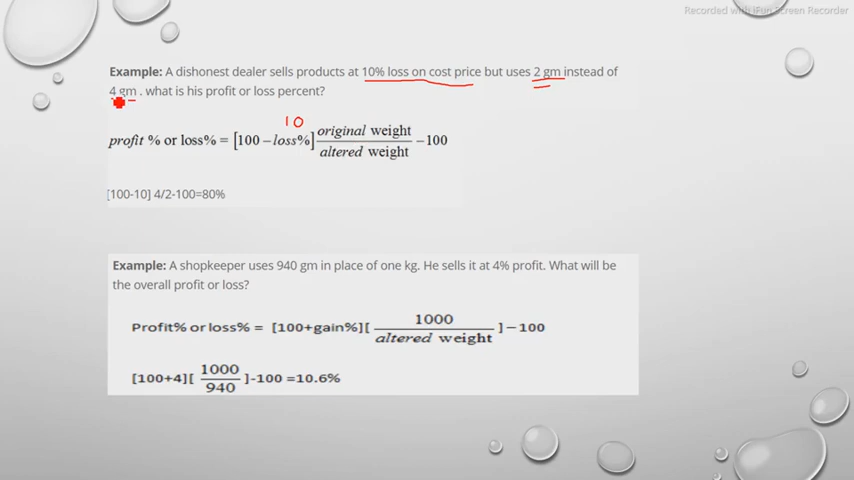 Recorded with iFun Screen Recorder
Example: A dishonest dealer sells products at 10% loss on cost price but uses 2 gm instead of
4 gm . what is his profit or loss percent?
10
profit % or loss% = [100 – loss%] original weight / altered weight – 100
[100-10] 4/2-100=80%
Example: A shopkeeper uses 940 gm in place of one kg. He sells it at 4% profit. What will be
the overall profit or loss?
Profit% or loss% = [100+gain%][ 1000 / altered weight ] – 100
[100+4][ 1000 / 940 ]-100 =10.6%